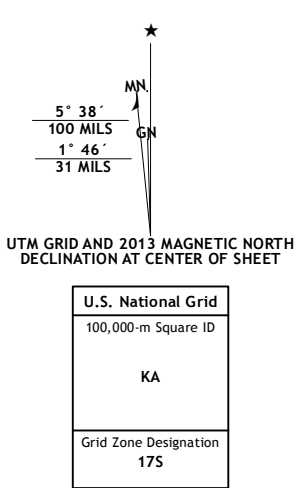 ★
MN
5° 38´
100 MILS
GN
1° 46´
31 MILS
UTM GRID AND 2013 MAGNETIC NORTH
DECLINATION AT CENTER OF SHEET
U.S. National Grid
100,000-m Square ID
KA
Grid Zone Designation
17S